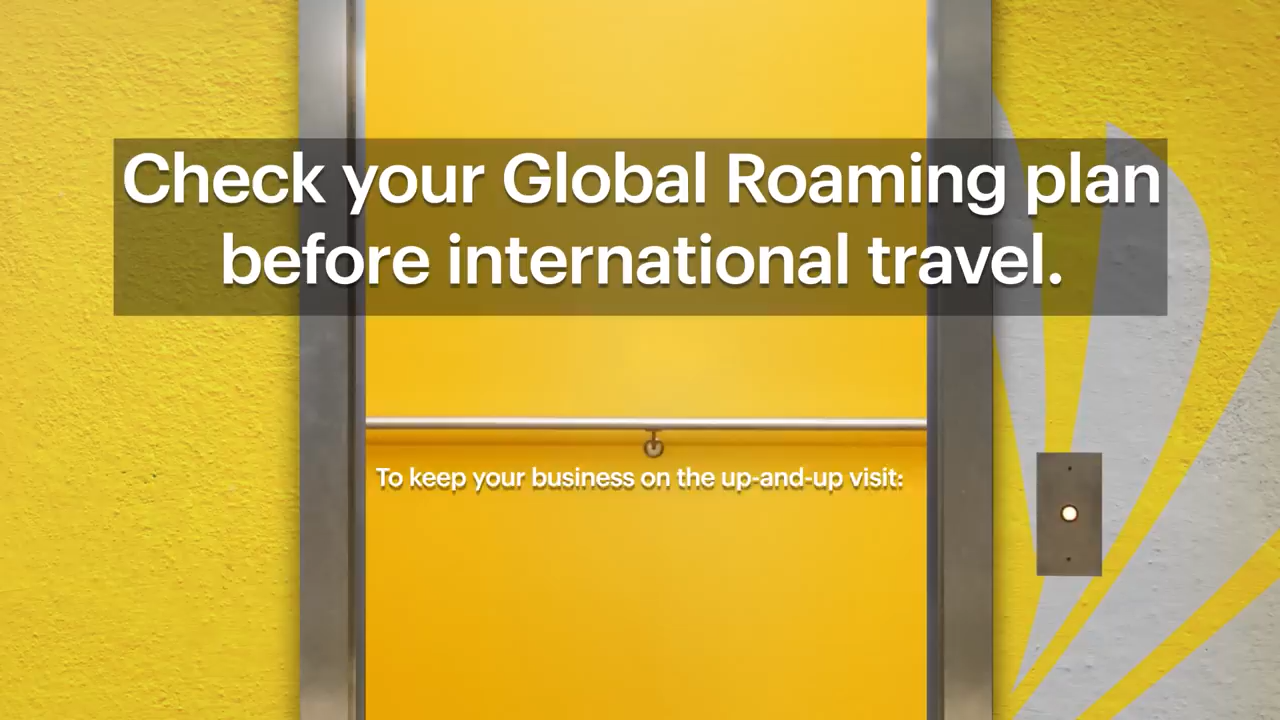 Check your Global Roaming plan
before international travel.
To keep your business on the up-and-up visit: